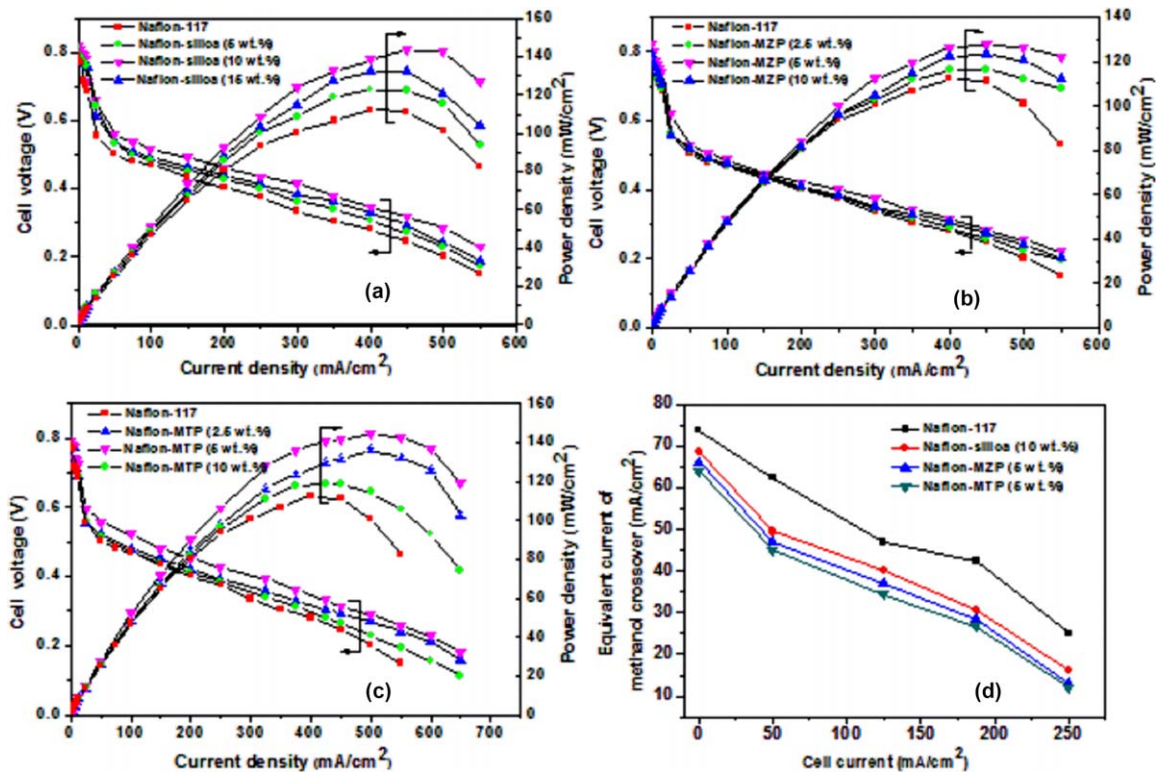 160
140
120
100
80
60
40
20
0
Power density (mW/cm²)
0.8
0.6
0.4
0.2
0.0
Cell voltage (V)
Nafion-117
Nafion-silica (5 wt.%)
Nafion-silica (10 wt.%)
Nafion-silica (15 wt.%)
(a)
0 100 200 300 400 500 600
Current density (mA/cm²)
140
120
100
80
60
40
20
0
Power density (mW/cm²)
0.8
0.6
0.4
0.2
0.0
Cell voltage (V)
Nafion-117
Nafion-MZP (2.5 wt.%)
Nafion-MZP (5 wt.%)
Nafion-MZP (10 wt.%)
(b)
0 100 200 300 400 500 600
Current density (mA/cm²)
160
140
120
100
80
60
40
20
0
Power density (mW/cm²)
0.8
0.6
0.4
0.2
0.0
Cell voltage (V)
Nafion-117
Nafion-MTP (2.5 wt.%)
Nafion-MTP (5 wt.%)
Nafion-MTP (10 wt.%)
(c)
0 100 200 300 400 500 600 700
Current density (mA/cm²)
80
75
70
60
50
40
30
20
10
Equivalent current of
methanol crossover (mA/cm²)
Nafion-117
Nafion-silica (10 wt.%)
Nafion-MZP (5 wt.%)
Nafion-MTP (5 wt.%)
(d)
0 50 100 150 200 250
Cell current (mA/cm²)